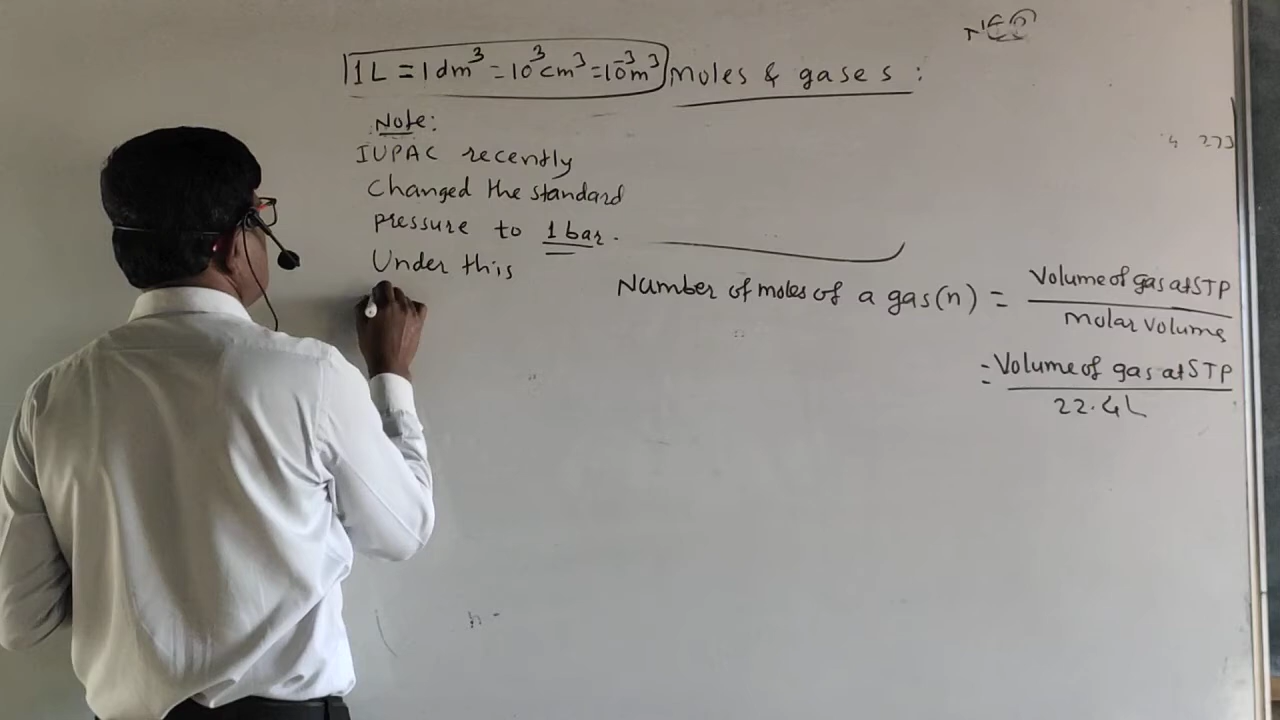 1L = 1dm³ = 10³cm³ = 10⁻³m³ moles & gases :
Note:
IUPAC recently
changed the standard
pressure to 1 bar.
Under this
Number of moles of a gas(n) = Volume of gas at STP
molar volume
= Volume of gas at STP
22.4L
273
n -